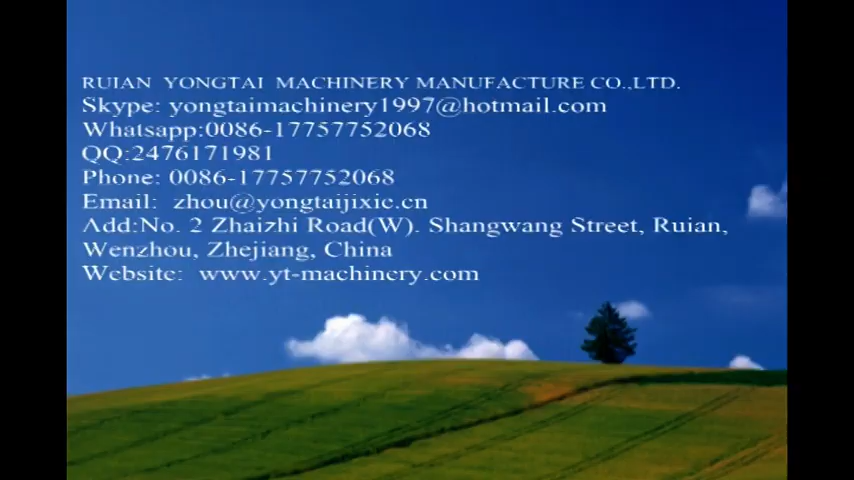 RUIAN YONGTAI MACHINERY MANUFACTURE CO.,LTD.
Skype: yongtaimachinery1997@hotmail.com
Whatsapp:0086-17757752068
QQ:2476171981
Phone: 0086-17757752068
Email: zhou@yongtaijixie.cn
Add:No. 2 Zhaizhi Road(W). Shangwang Street, Ruian,
Wenzhou, Zhejiang, China
Website: www.yt-machinery.com